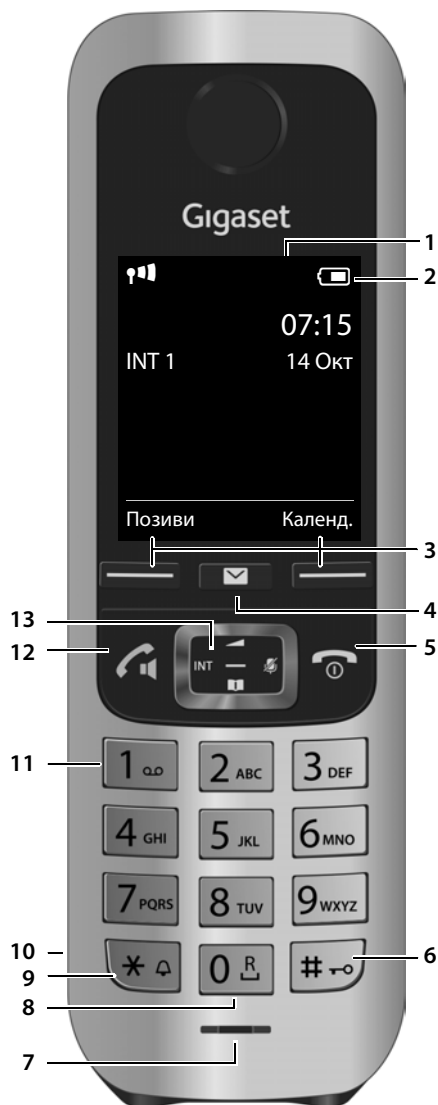 Gigaset
1
2
07:15
INT 1 14 Окт
Позиви Календ.
3
4
13
5
12
INT
11
1 2 ABC 3 DEF
4 GHI 5 JKL 6 MNO
7 PQRS 8 TUV 9 WXYZ
10
* 0 R #
6
9
8
7